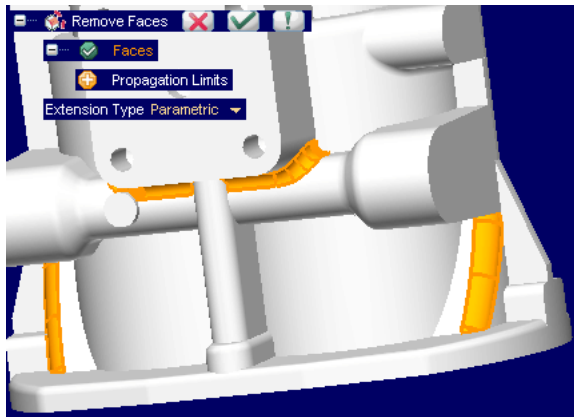 Remove Faces
Faces
Propagation Limits
Extension Type Parametric